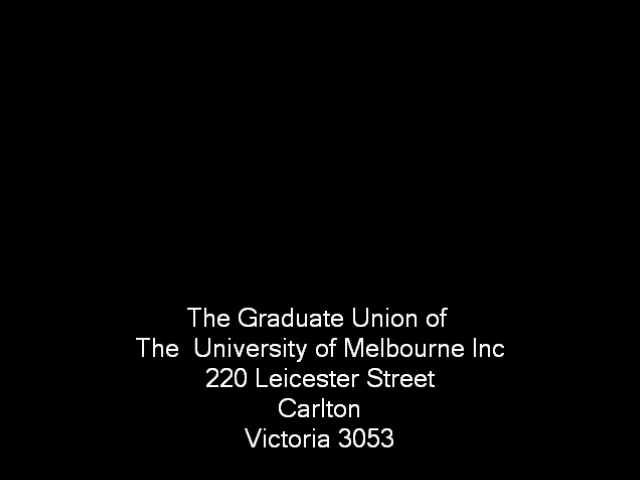 The Graduate Union of
The  University of Melbourne Inc
220 Leicester Street
Carlton
Victoria 3053